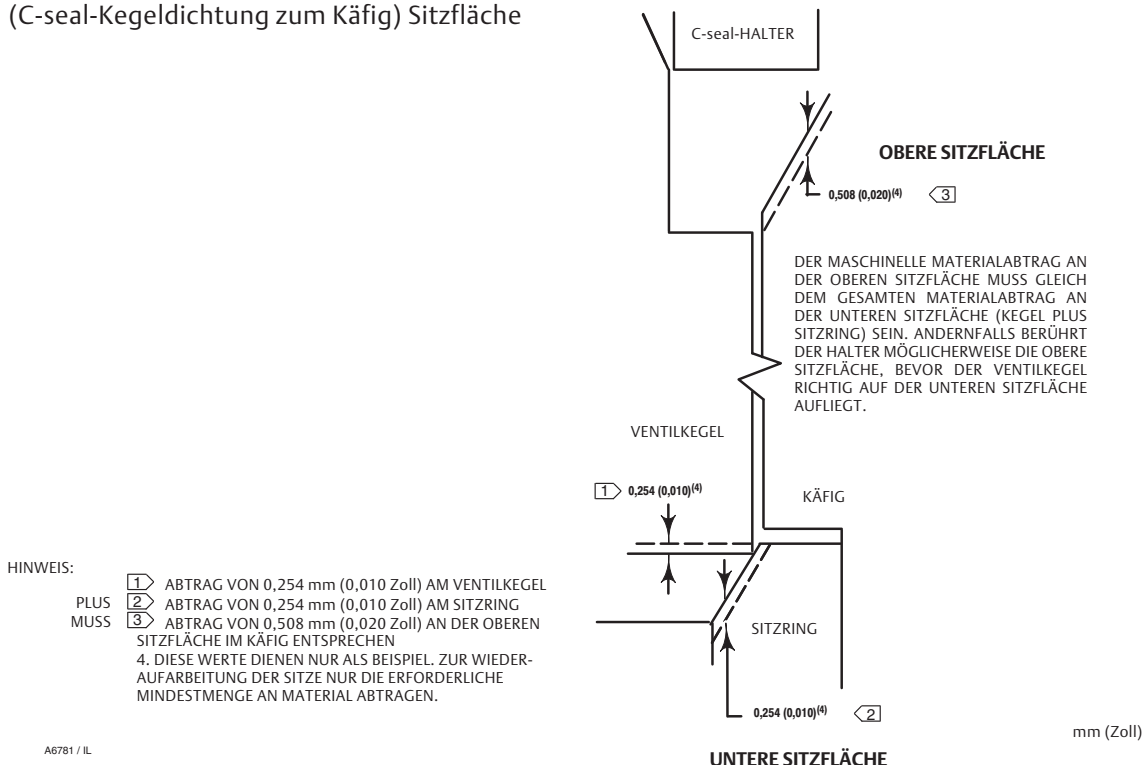 (C-seal-Kegeldichtung zum Käfig) Sitzfläche
C-seal-HALTER
OBERE SITZFLÄCHE
0,508 (0,020)(4)
3
DER MASCHINELLE MATERIALABTRAG AN
DER OBEREN SITZFLÄCHE MUSS GLEICH
DEM GESAMTEN MATERIALABTRAG AN
DER UNTEREN SITZFLÄCHE (KEGEL PLUS
SITZRING) SEIN. ANDERNFALLS BERÜHRT
DER HALTER MÖGLICHERWEISE DIE OBERE
SITZFLÄCHE, BEVOR DER VENTILKEGEL
RICHTIG AUF DER UNTEREN SITZFLÄCHE
AUFLIEGT.
VENTILKEGEL
1 0,254 (0,010)(4)
KÄFIG
HINWEIS:
1 ABTRAG VON 0,254 mm (0,010 Zoll) AM VENTILKEGEL
PLUS 2 ABTRAG VON 0,254 mm (0,010 Zoll) AM SITZRING
MUSS 3 ABTRAG VON 0,508 mm (0,020 Zoll) AN DER OBEREN
SITZFLÄCHE IM KÄFIG ENTSPRECHEN
4. DIESE WERTE DIENEN NUR ALS BEISPIEL. ZUR WIEDER-
AUFARBEITUNG DER SITZE NUR DIE ERFORDERLICHE
MINDESTMENGE AN MATERIAL ABTRAGEN.
SITZRING
0,254 (0,010)(4)
2
mm (Zoll)
A6781 / IL
UNTERE SITZFLÄCHE